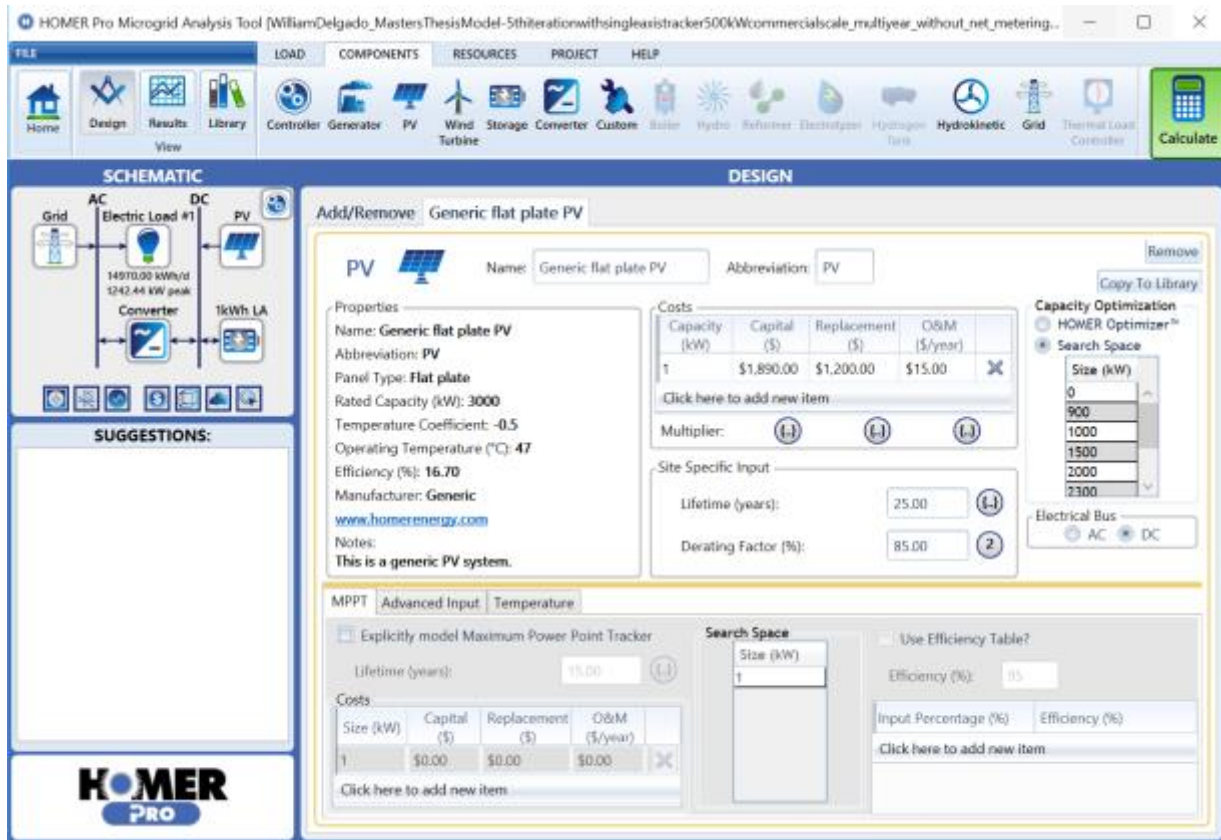 HOMER Pro Microgrid Analysis Tool [WilliamDelgado_MastersThesisModel-5thiterationwithsingleaxistracker500kWcommercialscale_multiyear_without_net_metering...
FILE
LOAD COMPONENTS RESOURCES PROJECT HELP
Home Design Results Library Controller Generator PV Wind Turbine Storage Converter Custom Boiler Hydro Reformer Electrolyzer Hydrogen Tank Hydrokinetic Grid Thermal Load Controller Calculate
View
SCHEMATIC
AC DC
Grid Electric Load #1 PV
14970.00 kWh/d
1242.44 kW peak
Converter 1kWh LA
SUGGESTIONS:
HOMER
PRO
DESIGN
Add/Remove Generic flat plate PV
PV Name: Generic flat plate PV Abbreviation: PV
Remove
Copy To Library
Properties
Name: Generic flat plate PV
Abbreviation: PV
Panel Type: Flat plate
Rated Capacity (kW): 3000
Temperature Coefficient: -0.5
Operating Temperature (°C): 47
Efficiency (%): 16.70
Manufacturer: Generic
www.homerenergy.com
Notes:
This is a generic PV system.
Costs
Capacity (kW) Capital ($) Replacement ($) O&M ($/year)
1 $1,890.00 $1,200.00 $15.00
Click here to add new item
Multiplier: (..) (..) (..)
Site Specific Input
Lifetime (years): 25.00 (..)
Derating Factor (%): 85.00 2
Capacity Optimization
HOMER Optimizer™
Search Space
Size (kW)
0
900
1000
1500
2000
2300
Electrical Bus
AC DC
MPPT Advanced Input Temperature
Explicitly model Maximum Power Point Tracker
Lifetime (years): 15.00 (..)
Costs
Size (kW) Capital ($) Replacement ($) O&M ($/year)
1 $0.00 $0.00 $0.00
Click here to add new item
Search Space
Size (kW)
1
Use Efficiency Table?
Efficiency (%): 95
Input Percentage (%) Efficiency (%)
Click here to add new item